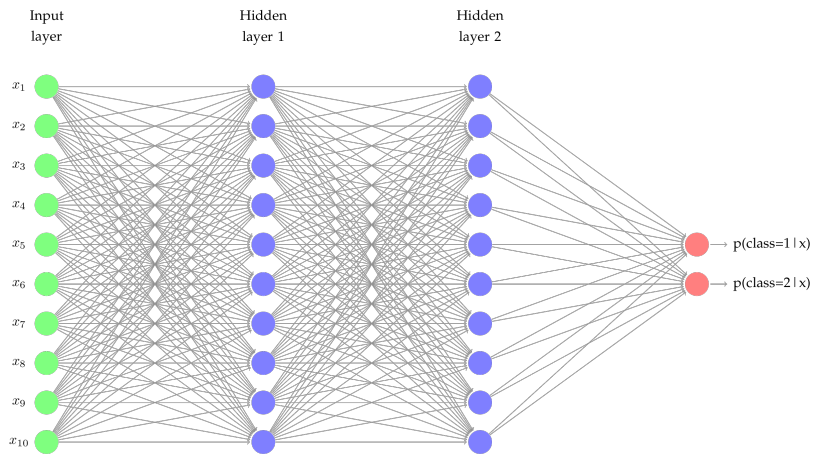 Input
layer
Hidden
layer 1
Hidden
layer 2
x1
x2
x3
x4
x5
x6
x7
x8
x9
x10
p(class=1|x)
p(class=2|x)